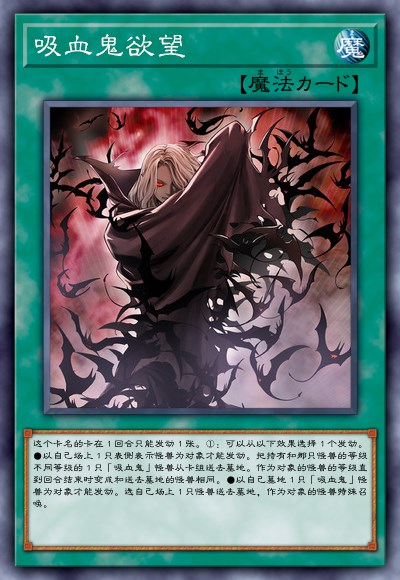 吸血鬼欲望
魔
【魔法カード】
まほう
这个卡名的卡在1回合只能发动1张。①:可以从以下效果选择1个发动。
●以自己场上1只表侧表示怪兽为对象才能发动。把持有和那只怪兽的等级
不同等级的1只「吸血鬼」怪兽从卡组送去墓地。作为对象的怪兽的等级直
到回合结束时变成和送去墓地的怪兽相同。●以自己墓地1只「吸血鬼」怪
兽为对象才能发动。选自己场上1只怪兽送去墓地,作为对象的怪兽特殊召
唤。